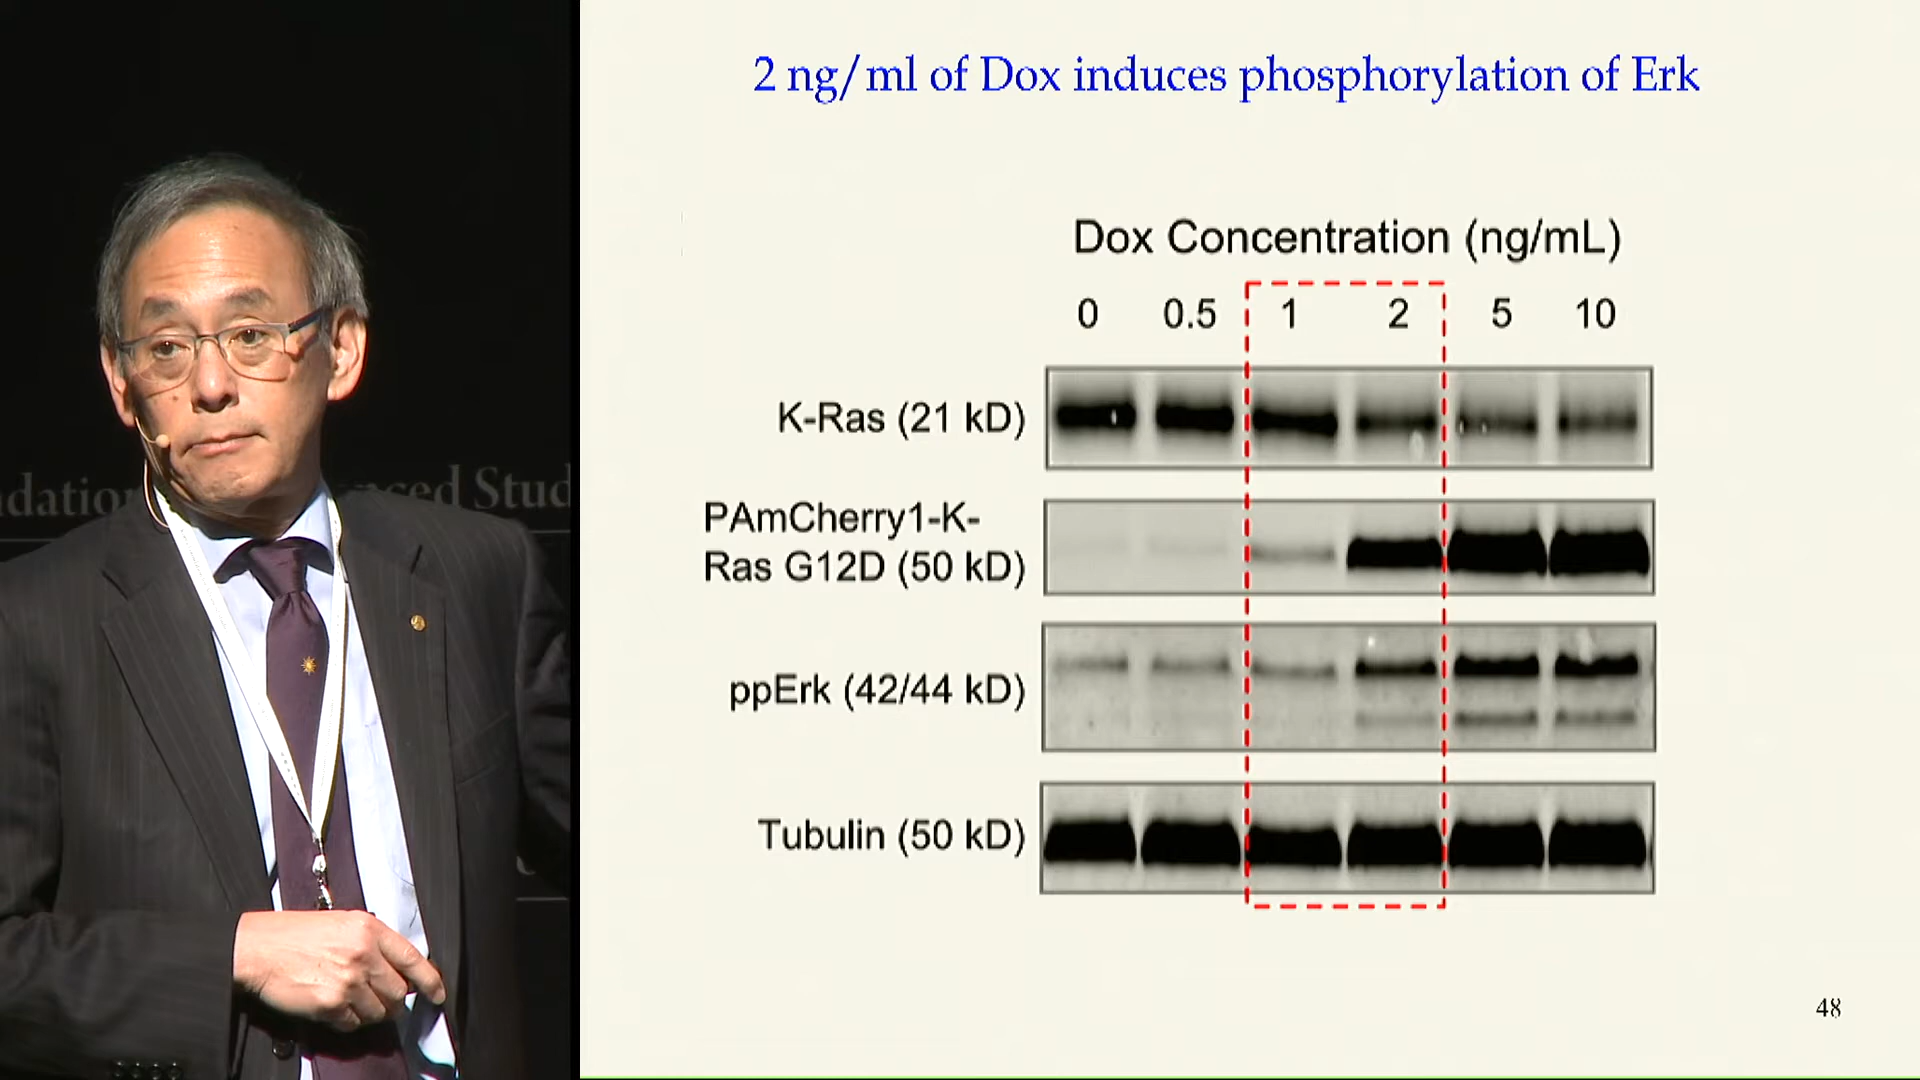 2 ng/ml of Dox induces phosphorylation of Erk
Dox Concentration (ng/mL)
0 0.5 1 2 5 10
K-Ras (21 kD)
PAmCherry1-K-
Ras G12D (50 kD)
ppErk (42/44 kD)
Tubulin (50 kD)
48